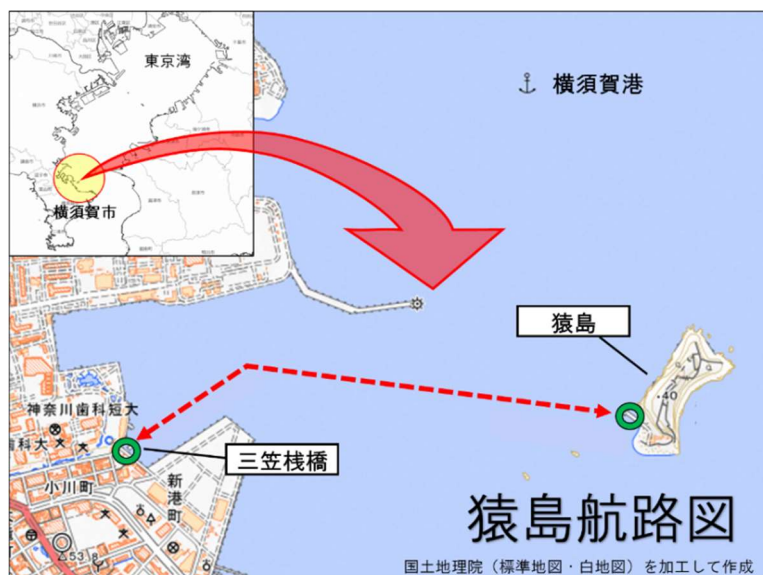 東京湾
横須賀市
横須賀港
猿島
・40
神奈川歯科短大
歯科大
三笠桟橋
小川町
新港町
53.8
猿島航路図
国土地理院(標準地図・白地図)を加工して作成